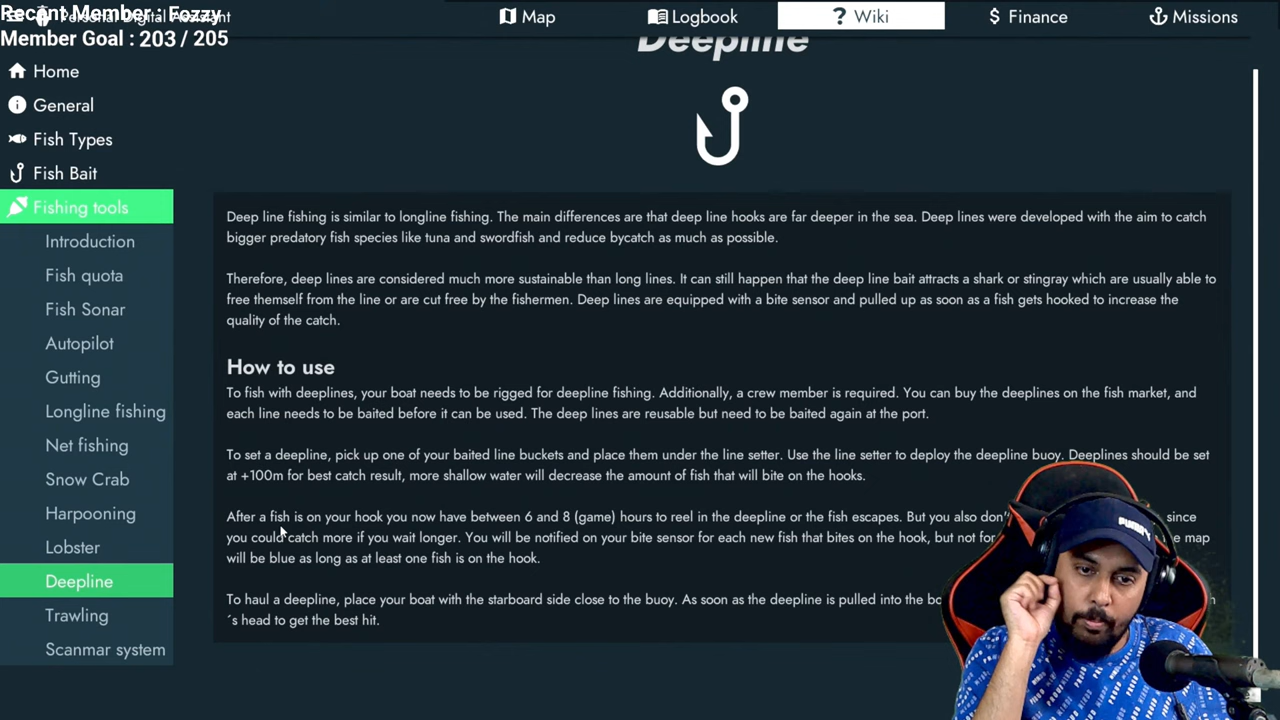 Recent Member : Fozzy
Personal Digital Assistant
Member Goal : 203 / 205
Map
Logbook
? Wiki
$ Finance
Missions
Home
General
Fish Types
Fish Bait
Fishing tools
Introduction
Fish quota
Fish Sonar
Autopilot
Gutting
Longline fishing
Net fishing
Snow Crab
Harpooning
Lobster
Deepline
Trawling
Scanmar system
Deepline
Deep line fishing is similar to longline fishing. The main differences are that deep line hooks are far deeper in the sea. Deep lines were developed with the aim to catch
bigger predatory fish species like tuna and swordfish and reduce bycatch as much as possible.
Therefore, deep lines are considered much more sustainable than long lines. It can still happen that the deep line bait attracts a shark or stingray which are usually able to
free themself from the line or are cut free by the fishermen. Deep lines are equipped with a bite sensor and pulled up as soon as a fish gets hooked to increase the
quality of the catch.
How to use
To fish with deeplines, your boat needs to be rigged for deepline fishing. Additionally, a crew member is required. You can buy the deeplines on the fish market, and
each line needs to be baited before it can be used. The deep lines are reusable but need to be baited again at the port.
To set a deepline, pick up one of your baited line buckets and place them under the line setter. Use the line setter to deploy the deepline buoy. Deeplines should be set
at +100m for best catch result, more shallow water will decrease the amount of fish that will bite on the hooks.
After a fish is on your hook you now have between 6 and 8 (game) hours to reel in the deepline or the fish escapes. But you also don' since
you could catch more if you wait longer. You will be notified on your bite sensor for each new fish that bites on the hook, but not for e map
will be blue as long as at least one fish is on the hook.
To haul a deepline, place your boat with the starboard side close to the buoy. As soon as the deepline is pulled into the bo
´s head to get the best hit.